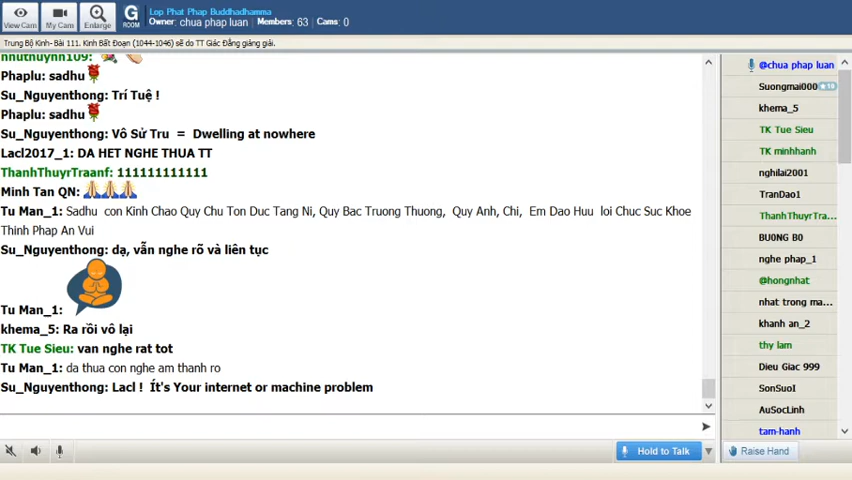 View Cam
My Cam
Enlarge
G
ROOM
Lop Phat Phap Buddhadhamma
Owner: chua phap luan Members: 63 Cams: 0
Trung Bộ Kinh- Bài 111. Kinh Bất Đoạn (1044-1046) sẽ do TT Giác Đẳng giảng giải.
nhuthuynh109:
Phaplu: sadhu
Su_Nguyenthong: Trí Tuệ !
Phaplu: sadhu
Su_Nguyenthong: Vô Sử Tru = Dwelling at nowhere
Lacl2017_1: DA HET NGHE THUA TT
ThanhThuyrTraanf: 111111111111
Minh Tan QN:
Tu Man_1: Sadhu con Kinh Chao Quy Chu Ton Duc Tang Ni, Quy Bac Truong Thuong, Quy Anh, Chi, Em Dao Huu loi Chuc Suc Khoe
Thinh Phap An Vui
Su_Nguyenthong: dạ, vẫn nghe rõ và liên tục
Tu Man_1:
khema_5: Ra rồi vô lại
TK Tue Sieu: van nghe rat tot
Tu Man_1: da thua con nghe am thanh ro
Su_Nguyenthong: Lacl ! Ít's Your internet or machine problem
Hold to Talk
@chua phap luan
Suongmai000 10
khema_5
TK Tue Sieu
TK minhhanh
nghilai2001
TranDao1
ThanhThuyrTra...
BU0NG B0
nghe phap_1
@hongnhat
nhat trong ma...
khanh an_2
thy lam
Dieu Giac 999
SonSuoI
AuSocLinh
tam-hanh
Raise Hand